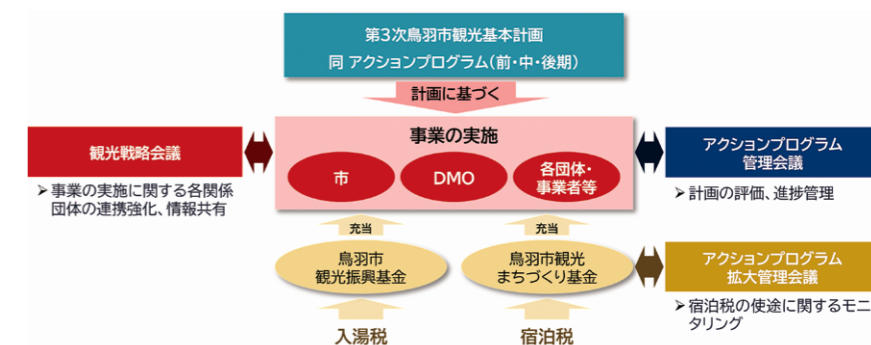 第3次鳥羽市観光基本計画
同 アクションプログラム(前・中・後期)
計画に基づく
事業の実施
市
DMO
各団体・
事業者等
観光戦略会議
➢事業の実施に関する各関係
団体の連携強化、情報共有
アクションプログラム
管理会議
➢計画の評価、進捗管理
充当
充当
鳥羽市
観光振興基金
鳥羽市観光
まちづくり基金
アクションプログラム
拡大管理会議
➢宿泊税の使途に関するモニ
タリング
入湯税
宿泊税